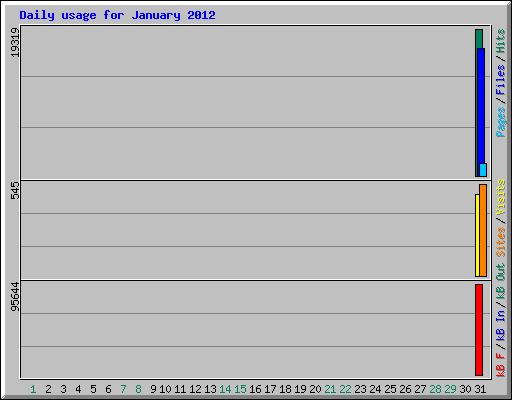 Daily usage for January 2012
19319
545
95644
Pages / Files / Hits
Sites / Visits
kB F / kB In / kB Out
1 2 3 4 5 6 7 8 9 10 11 12 13 14 15 16 17 18 19 20 21 22 23 24 25 26 27 28 29 30 31